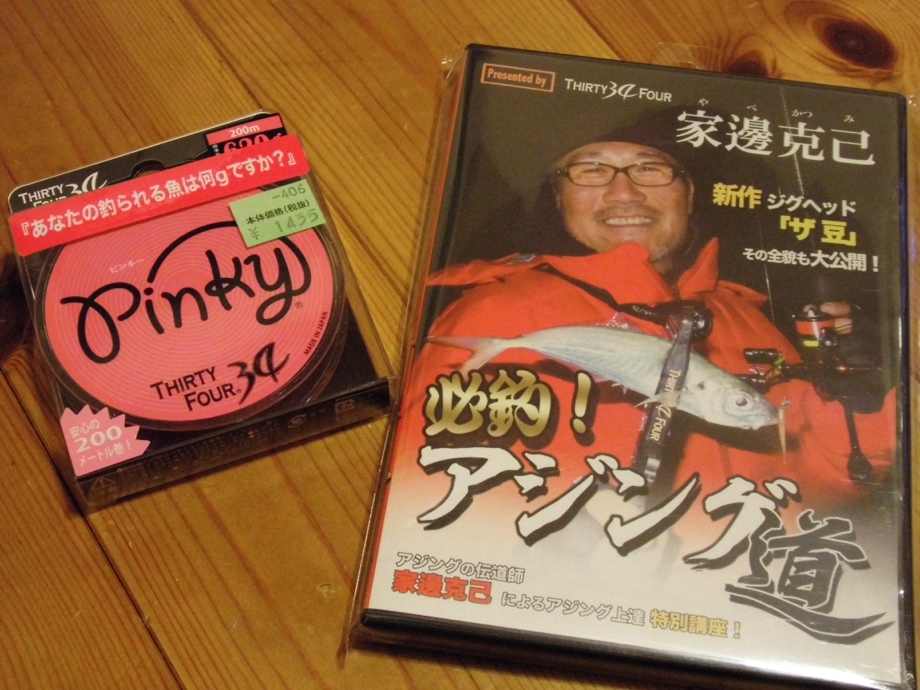 THIRTY
FOUR 34
200m
『あなたの釣られる魚は何gですか?』
-406
本体価格(税抜)
¥ 1455
ピンキー
Pinky
MADE IN JAPAN
THIRTY
FOUR 34
安心の
200
メートル巻!
Presented by
THIRTY 34 FOUR
やべ かつみ
家邊克己
新作 ジグヘッド
「ザ 豆」
その全貌も大公開!
THIRTY 34 FOUR
必釣!
アジング道
アジングの伝道師
家邊克己 によるアジング上達 特別講座!